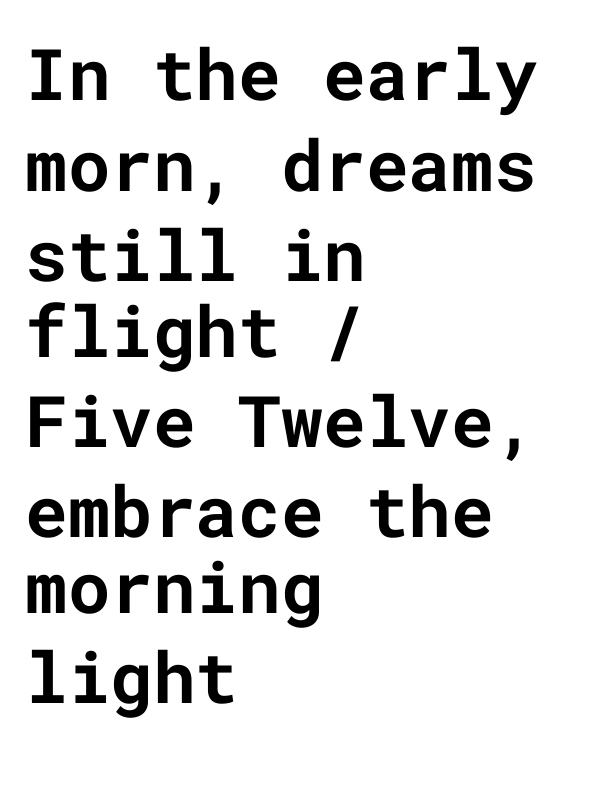 In the early
morn, dreams
still in
flight /
Five Twelve,
embrace the
morning
light